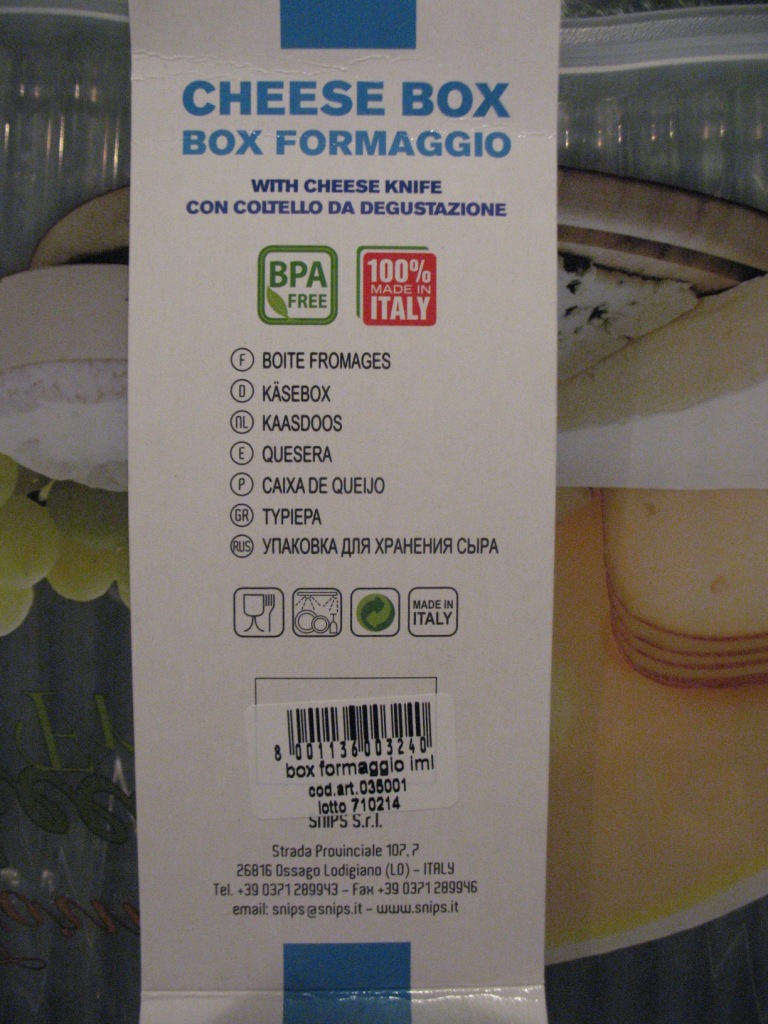 CHEESE BOX
BOX FORMAGGIO
WITH CHEESE KNIFE
CON COLTELLO DA DEGUSTAZIONE
BPA FREE
100% MADE IN ITALY
F BOITE FROMAGES
D KÄSEBOX
NL KAASDOOS
E QUESERA
P CAIXA DE QUEIJO
GR ΤΥΡΙΕΡΑ
RUS УПАКОВКА ДЛЯ ХРАНЕНИЯ СЫРА
MADE IN ITALY
8 001136 003240
box formaggio iml
cod.art.035001
lotto 710214
SNIPS S.r.l.
Strada Provinciale 107, 7
26816 Ossago Lodigiano (LO) - ITALY
Tel. +39 0371 289943 - Fax +39 0371 289946
email: snips@snips.it - www.snips.it